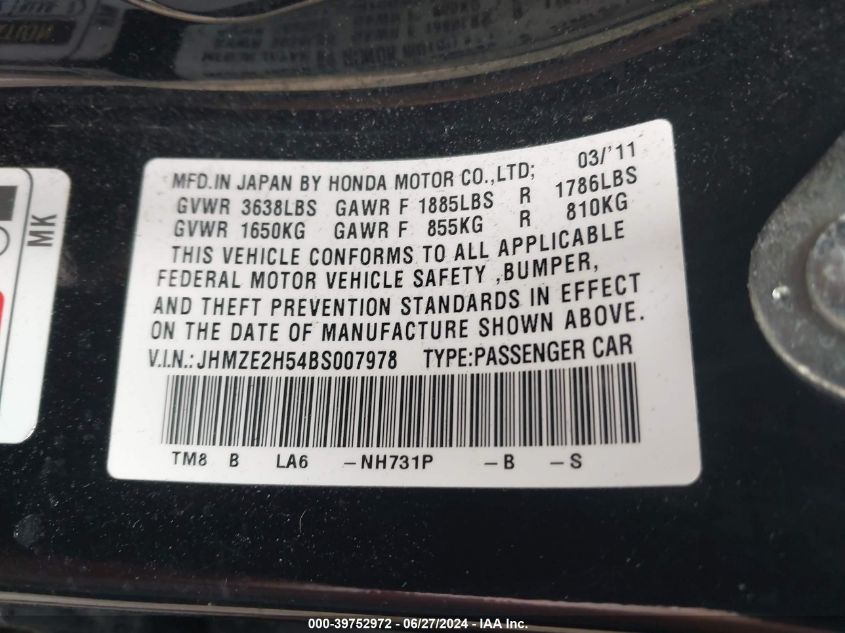 MFD.IN JAPAN BY HONDA MOTOR CO.,LTD; 03/'11
GVWR 3638LBS GAWR F 1885LBS R 1786LBS
GVWR 1650KG GAWR F 855KG R 810KG
THIS VEHICLE CONFORMS TO ALL APPLICABLE
FEDERAL MOTOR VEHICLE SAFETY ,BUMPER,
AND THEFT PREVENTION STANDARDS IN EFFECT
ON THE DATE OF MANUFACTURE SHOWN ABOVE.
V.I.N.: JHMZE2H54BS007978 TYPE:PASSENGER CAR
TM8 B LA6 -NH731P -B -S
MK
000-39752972 - 06/27/2024 - IAA Inc.